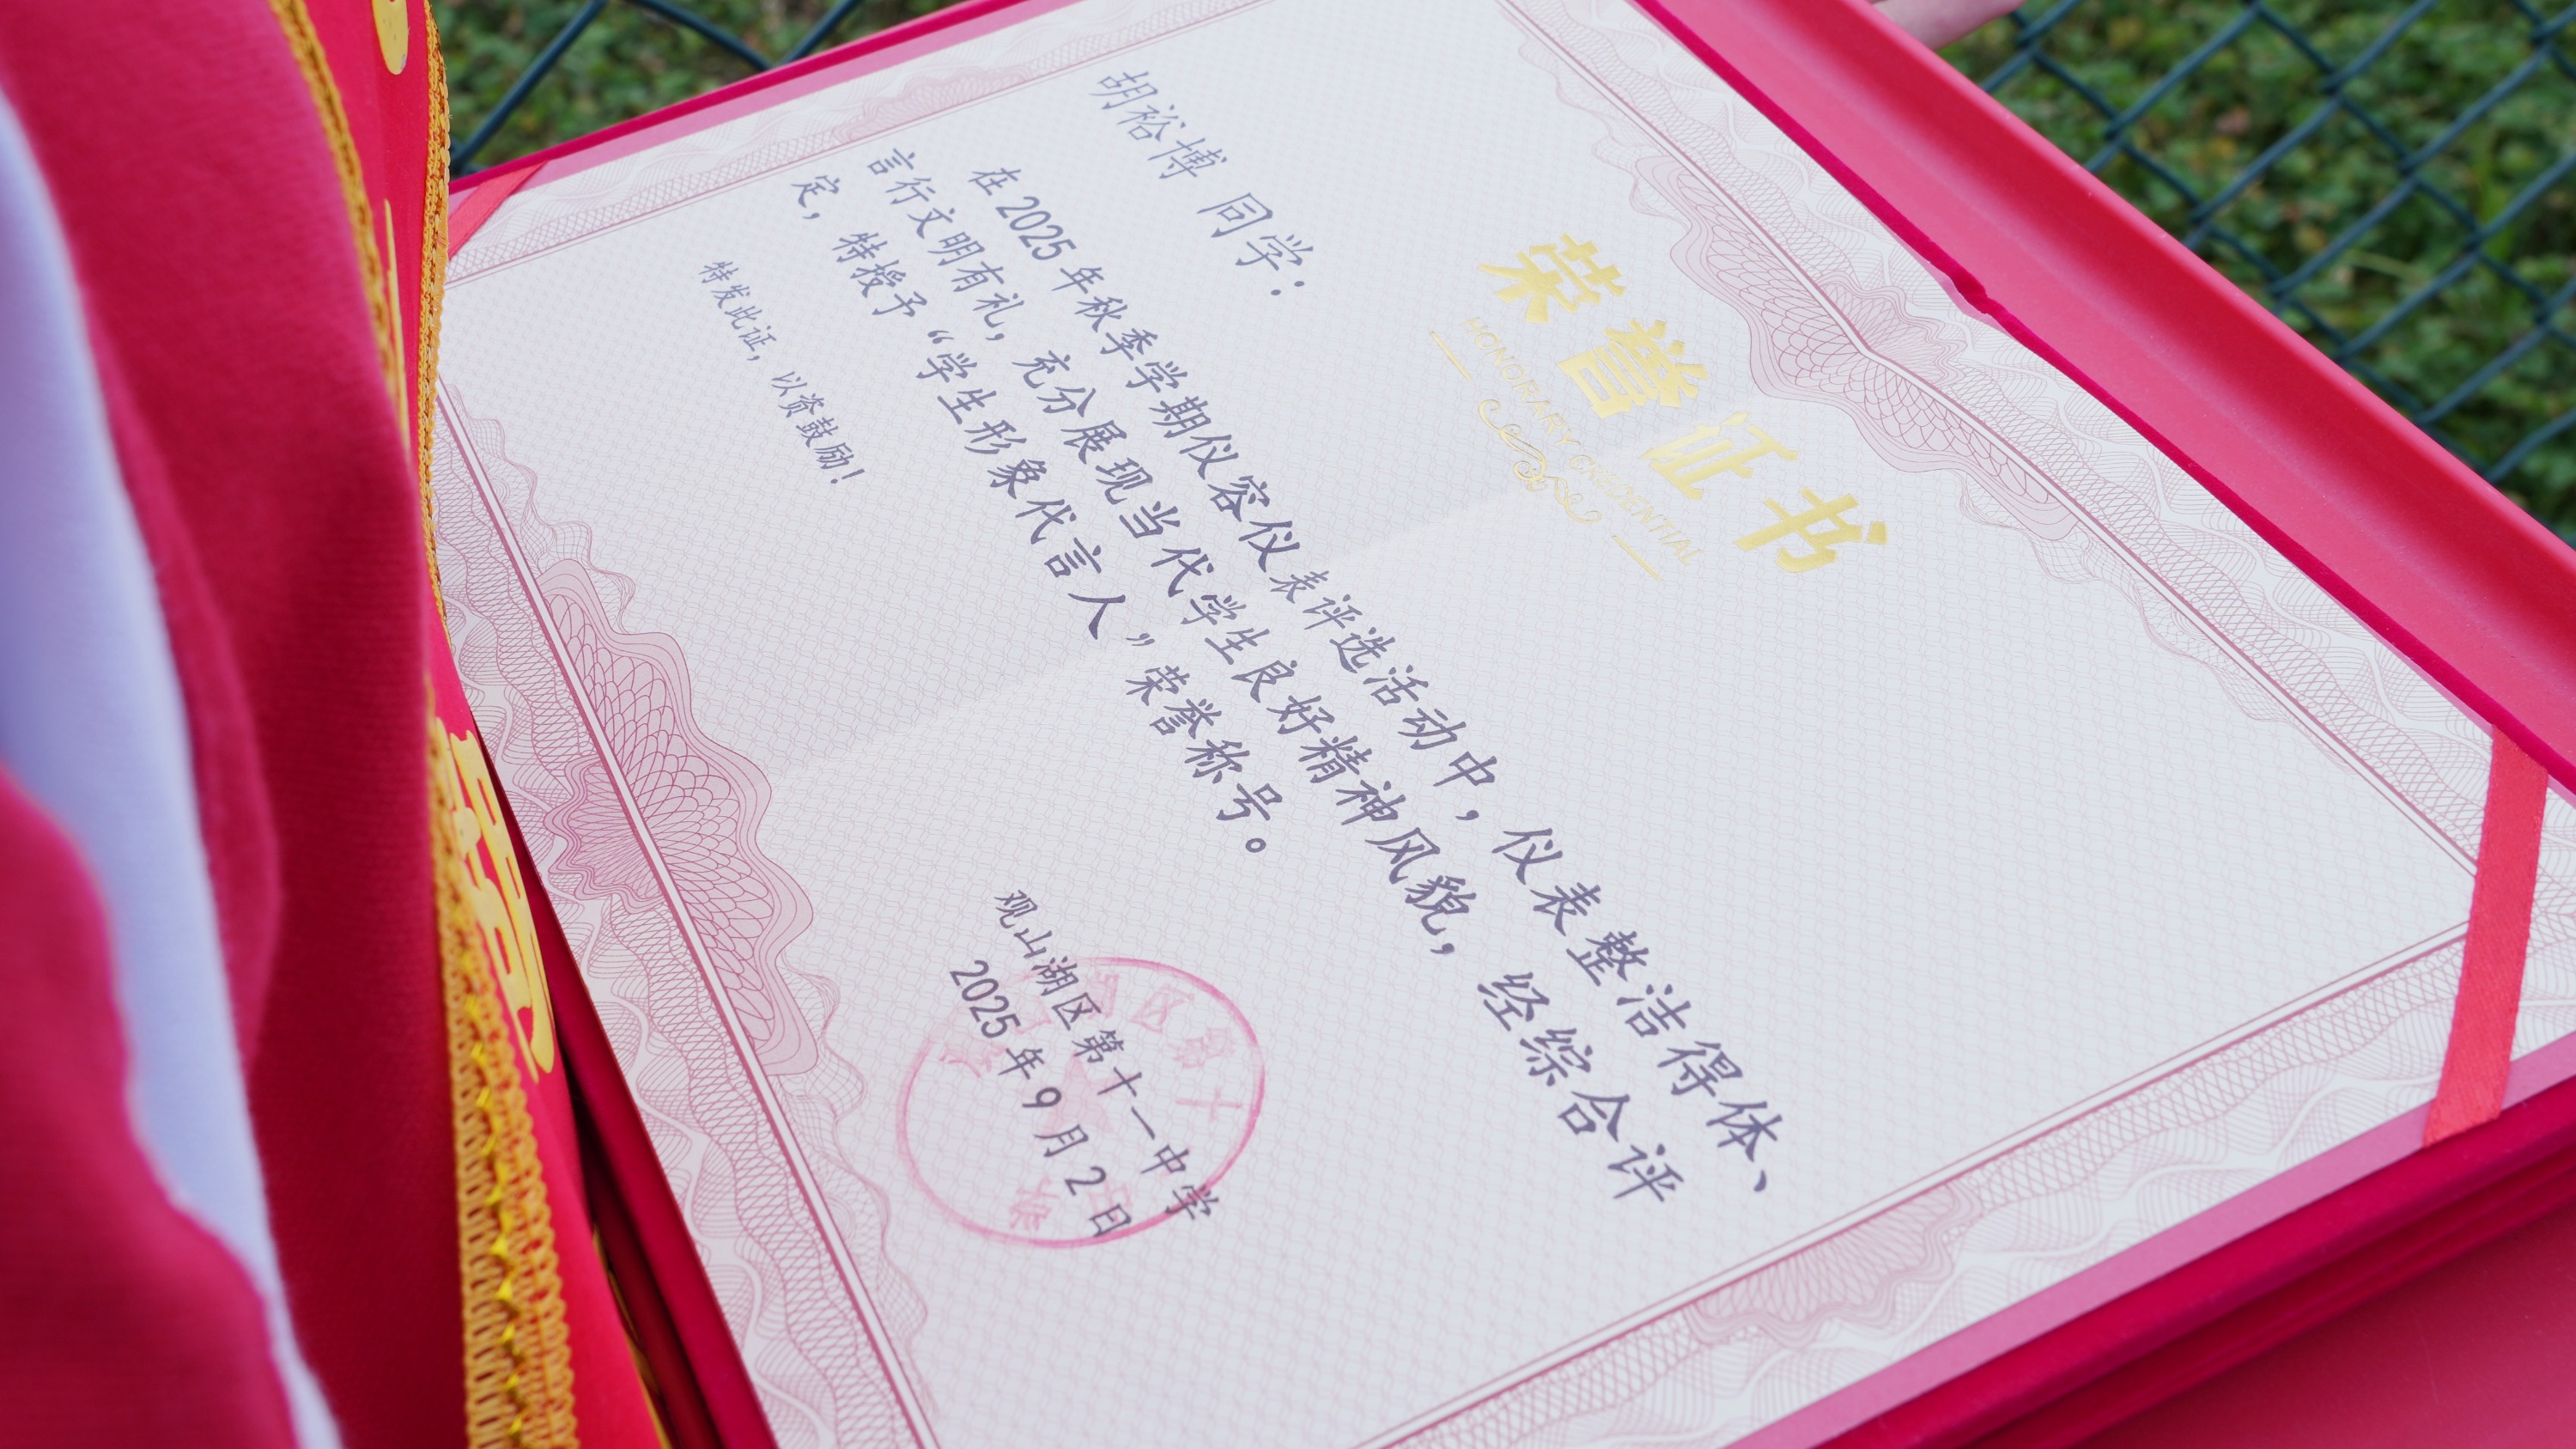 荣誉证书
HONORARY CREDENTIAL
胡裕博 同学：
在2025年秋季学期仪容仪表评选活动中，仪表整洁得体、
言行文明有礼，充分展现当代学生良好精神风貌，经综合评
定，特授予“学生形象代言人”荣誉称号。
特发此证，以资鼓励！
观山湖区第十一中学
2025年9月2日